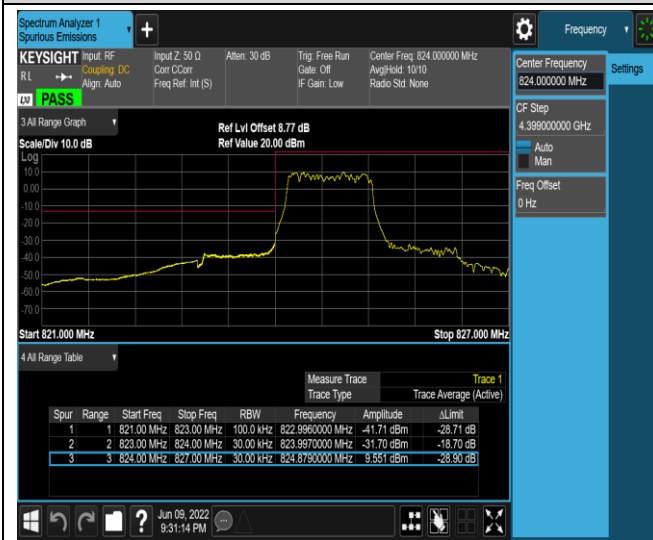 Spectrum Analyzer 1
Spurious Emissions
+
Frequency
KEYSIGHT
RL
Input: RF
Coupling: DC
Align: Auto
Input Z: 50 Ω
Corr CCorr
Freq Ref: Int (S)
Atten: 30 dB
Trig: Free Run
Gate: Off
IF Gain: Low
Center Freq: 824.000000 MHz
Avg|Hold: 10/10
Radio Std: None
LXI
PASS
Center Frequency
824.000000 MHz
Settings
CF Step
4.399000000 GHz
Auto
Man
Freq Offset
0 Hz
3 All Range Graph
Scale/Div 10.0 dB
Ref Lvl Offset 8.77 dB
Ref Value 20.00 dBm
Log
10.0
0.00
-10.0
-20.0
-30.0
-40.0
-50.0
-60.0
-70.0
Start 821.000 MHz
Stop 827.000 MHz
4 All Range Table
Measure Trace Trace 1
Trace Type Trace Average (Active)
Spur Range Start Freq Stop Freq RBW Frequency Amplitude ΔLimit
1 1 821.00 MHz 823.00 MHz 100.0 kHz 822.9960000 MHz -41.71 dBm -28.71 dB
2 2 823.00 MHz 824.00 MHz 30.00 kHz 823.9970000 MHz -31.70 dBm -18.70 dB
3 3 824.00 MHz 827.00 MHz 30.00 kHz 824.8790000 MHz 9.551 dBm -28.90 dB
?
Jun 09, 2022
9:31:14 PM